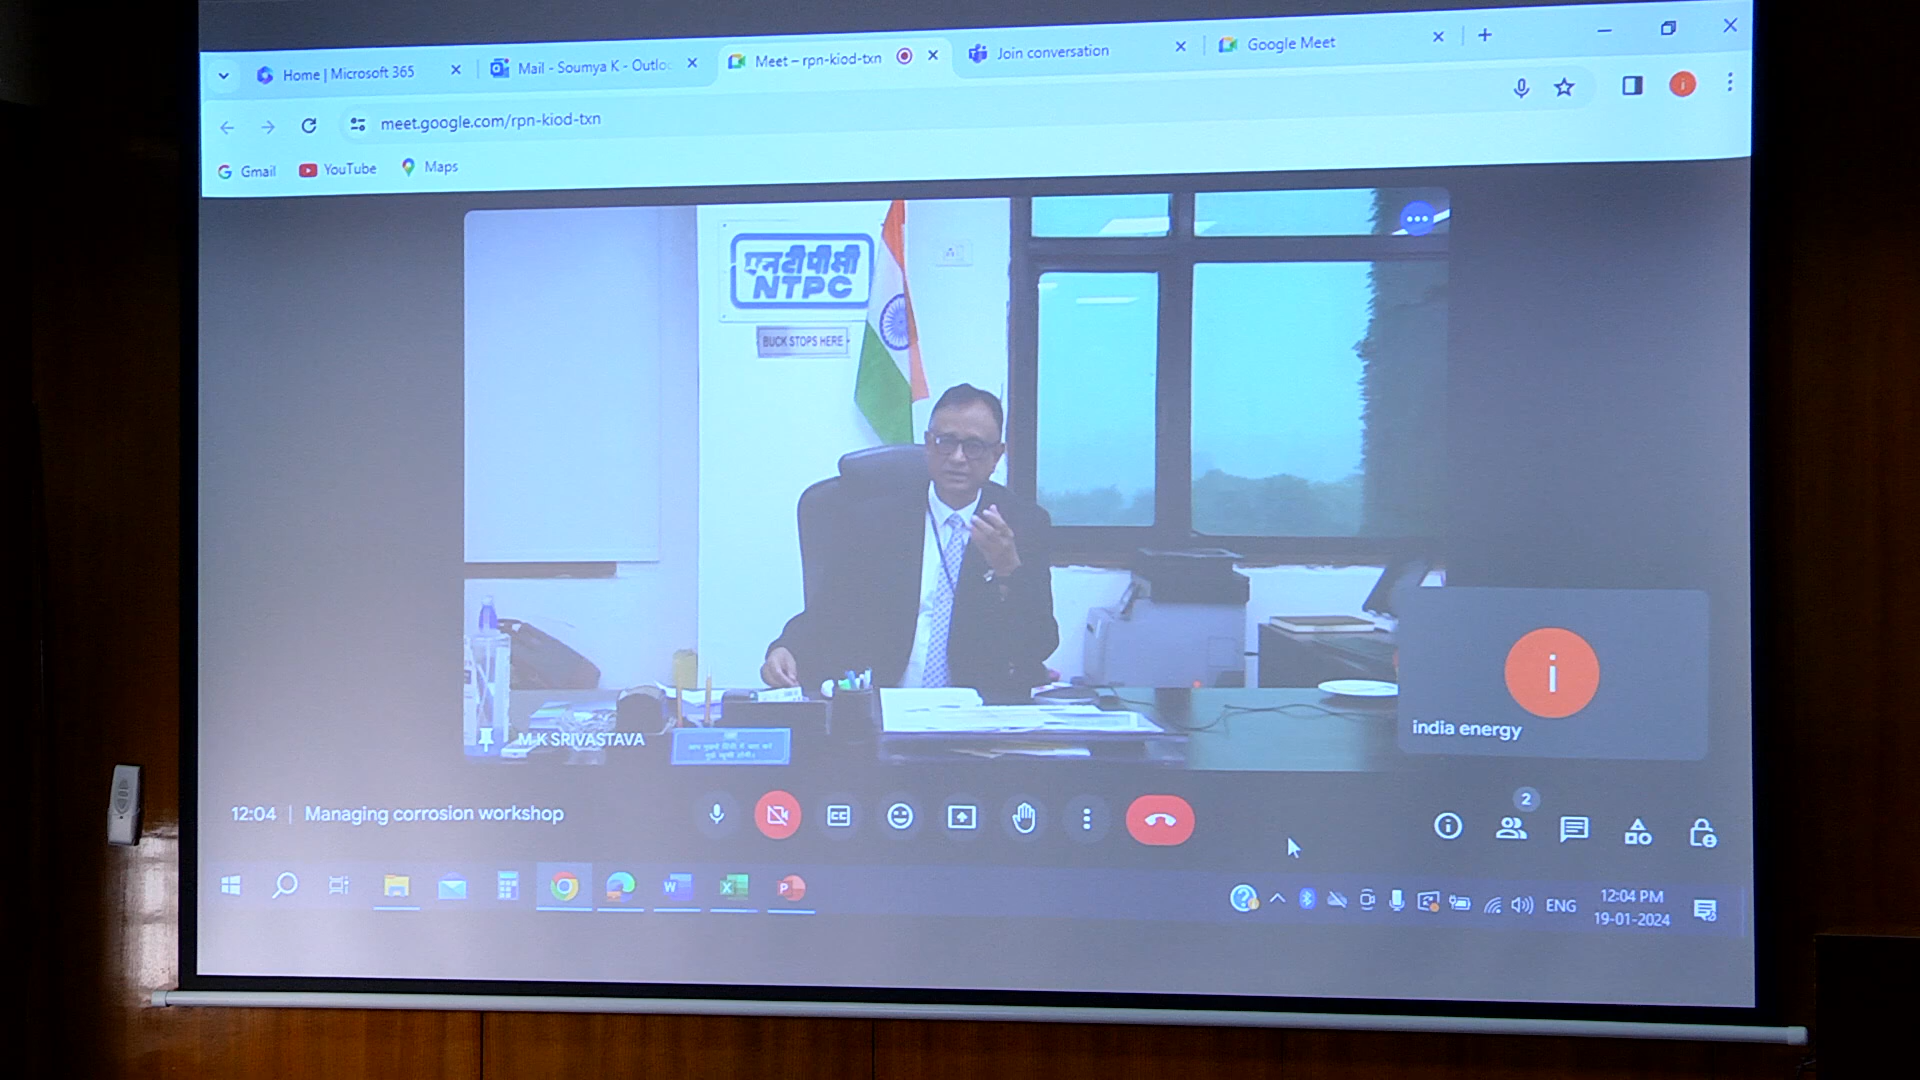 Home | Microsoft 365
Mail - Soumya K - Outlo
Meet – rpn-kiod-txn
Join conversation
Google Meet
meet.google.com/rpn-kiod-txn
i
Gmail
YouTube
Maps
एनटीपीसी
NTPC
BUCK STOPS HERE
i
india energy
M K SRIVASTAVA
12:04 | Managing corrosion workshop
CC
2
W
X
P
ENG
12:04 PM
19-01-2024